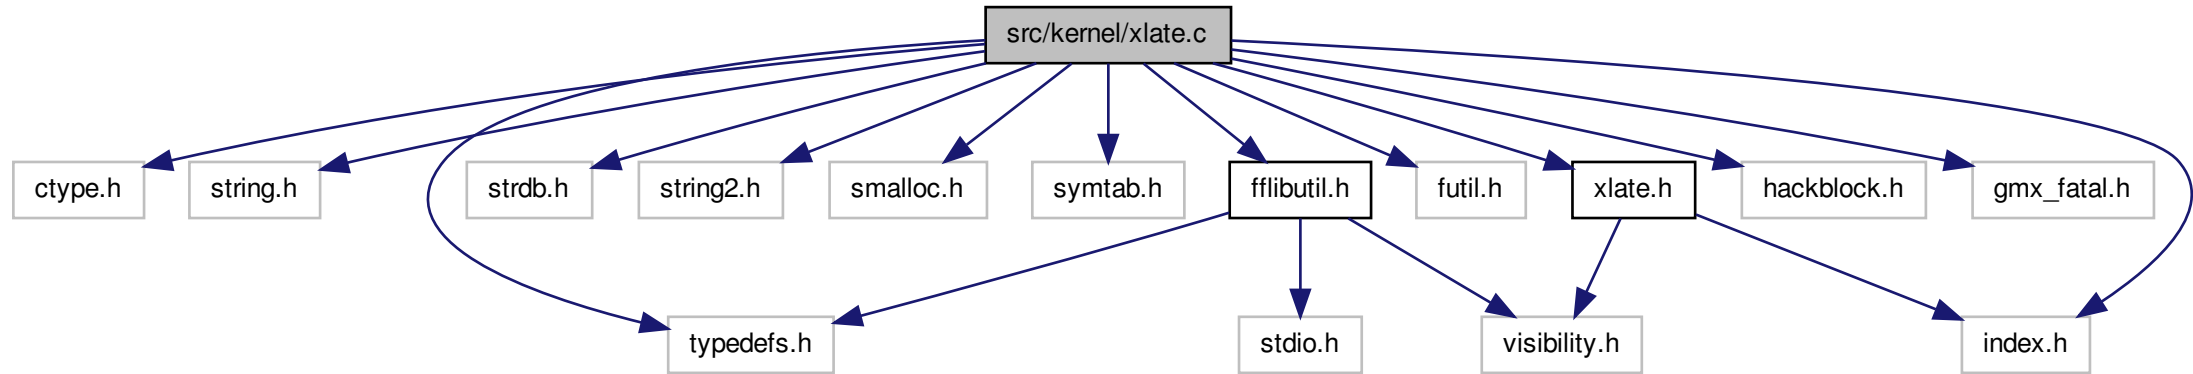 src/kernel/xlate.c
ctype.h
string.h
strdb.h
string2.h
smalloc.h
symtab.h
fflibutil.h
futil.h
xlate.h
hackblock.h
gmx_fatal.h
typedefs.h
stdio.h
visibility.h
index.h